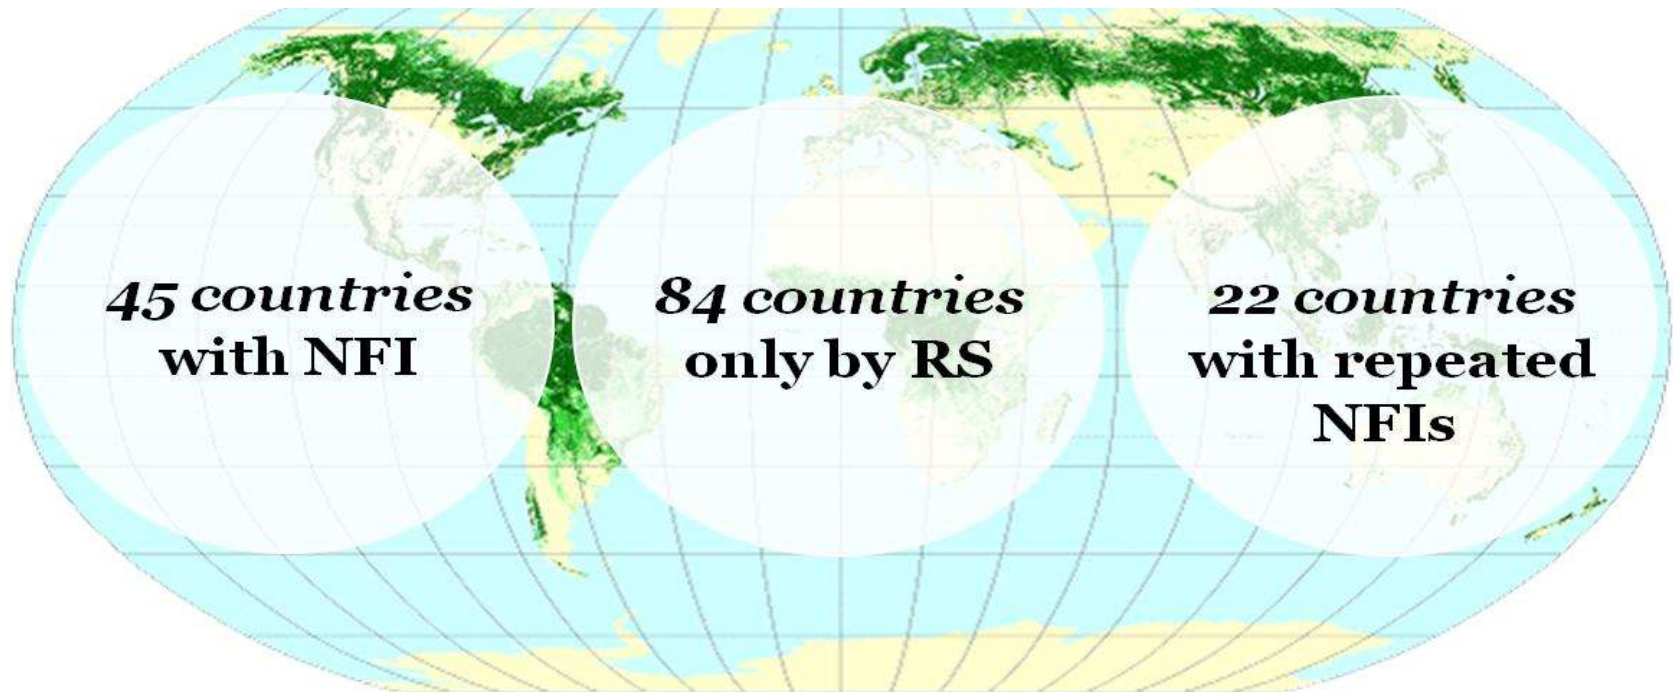 45 countries
with NFI
84 countries
only by RS
22 countries
with repeated
NFIs